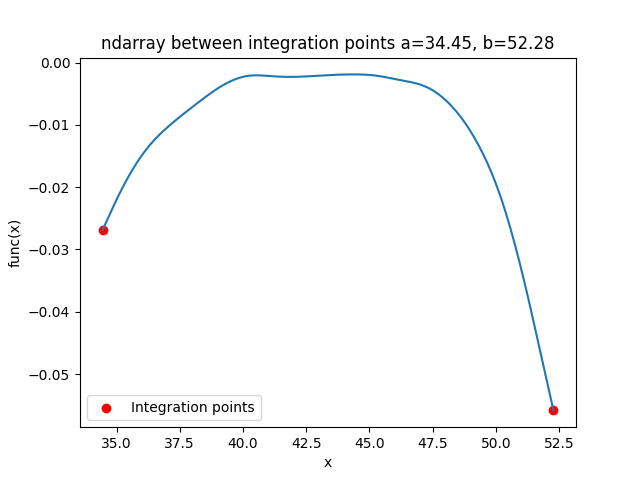 ndarray between integration points a=34.45, b=52.28
0.00
−0.01
−0.02
−0.03
−0.04
−0.05
func(x)
Integration points
35.0 37.5 40.0 42.5 45.0 47.5 50.0 52.5
x